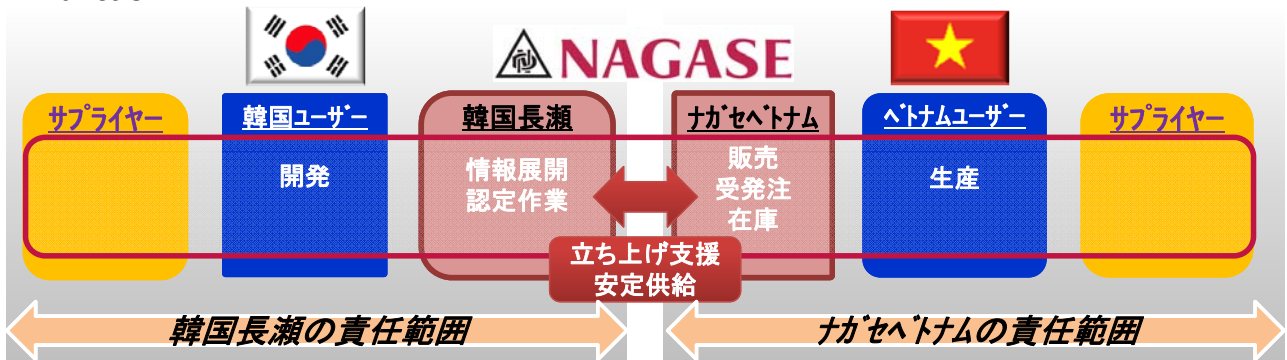 NAGASE
サプライヤー
韓国ユーザー
韓国長瀬
ナガセベトナム
ベトナムユーザー
サプライヤー
開発
情報展開
認定作業
販売
受発注
在庫
生産
立ち上げ支援
安定供給
韓国長瀬の責任範囲
ナガセベトナムの責任範囲